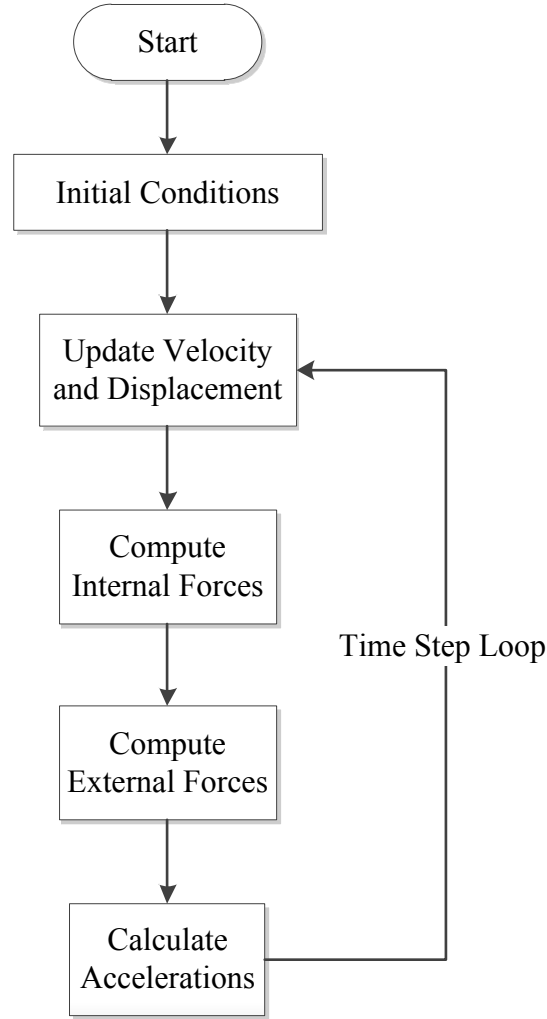 Start
Initial Conditions
Update Velocity
and Displacement
Compute
Internal Forces
Time Step Loop
Compute
External Forces
Calculate
Accelerations